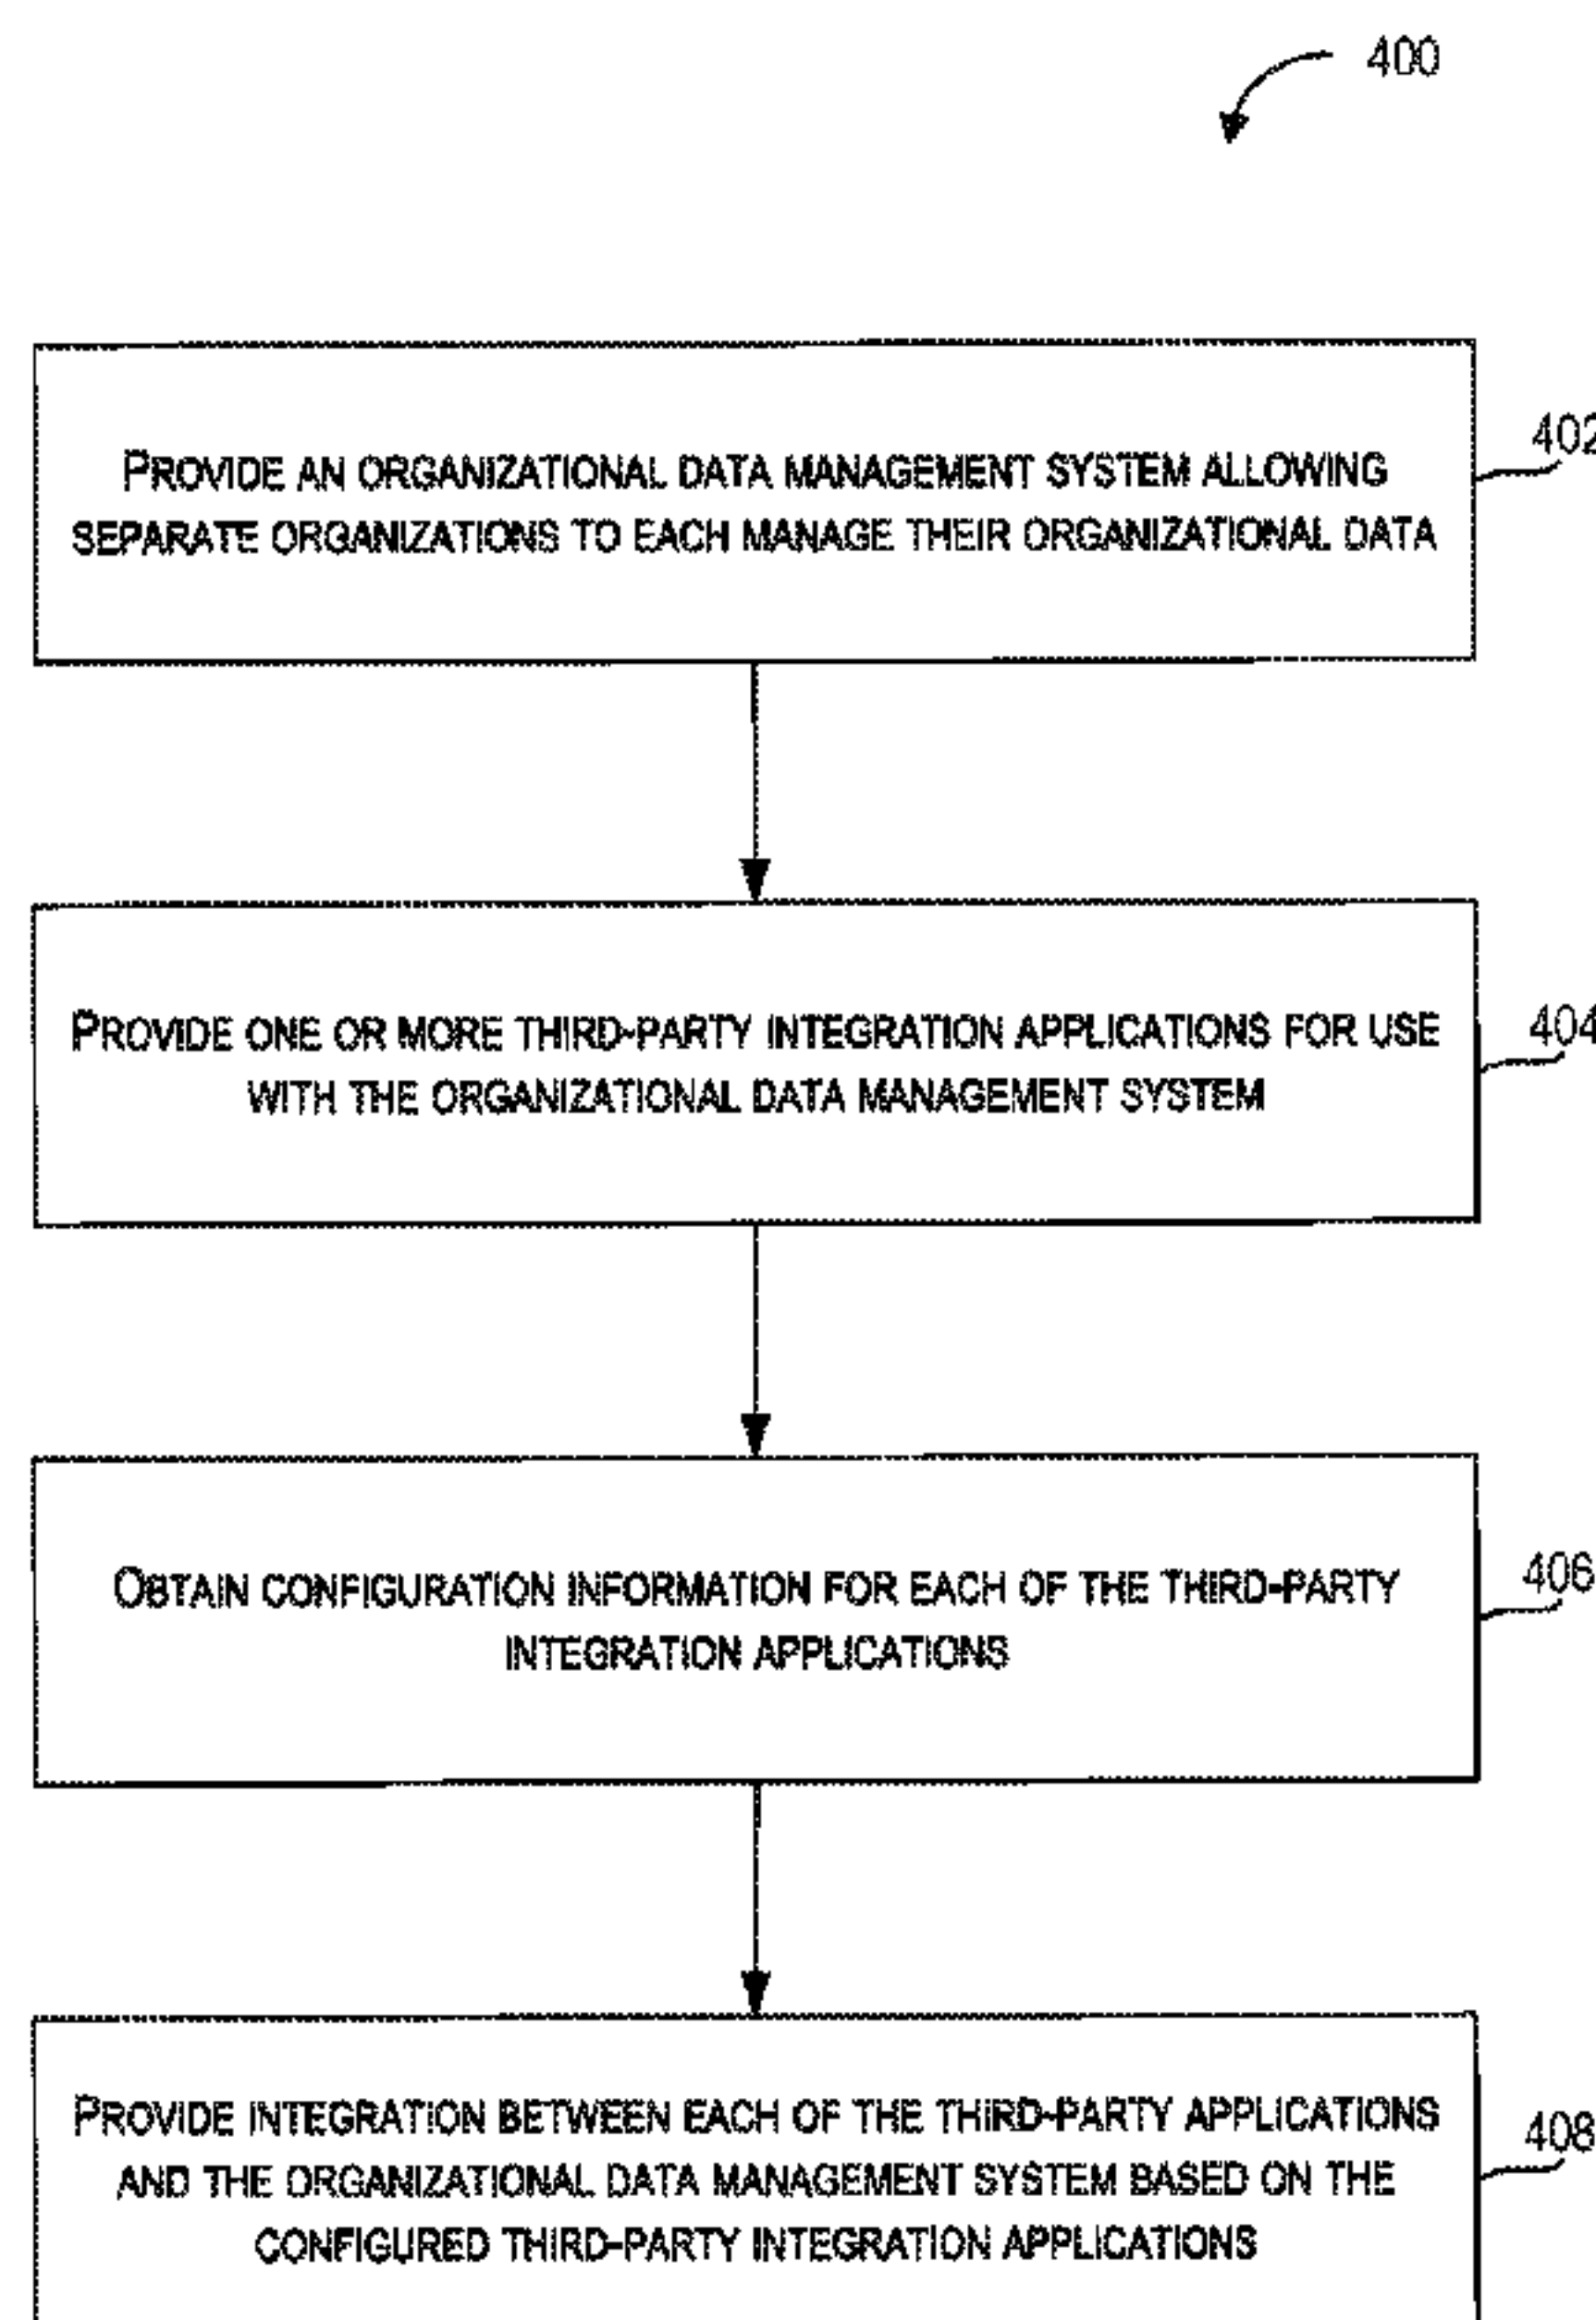 400
PROVIDE AN ORGANIZATIONAL DATA MANAGEMENT SYSTEM ALLOWING
SEPARATE ORGANIZATIONS TO EACH MANAGE THEIR ORGANIZATIONAL DATA
402
PROVIDE ONE OR MORE THIRD-PARTY INTEGRATION APPLICATIONS FOR USE
WITH THE ORGANIZATIONAL DATA MANAGEMENT SYSTEM
404
OBTAIN CONFIGURATION INFORMATION FOR EACH OF THE THIRD-PARTY
INTEGRATION APPLICATIONS
406
PROVIDE INTEGRATION BETWEEN EACH OF THE THIRD-PARTY APPLICATIONS
AND THE ORGANIZATIONAL DATA MANAGEMENT SYSTEM BASED ON THE
CONFIGURED THIRD-PARTY INTEGRATION APPLICATIONS
408